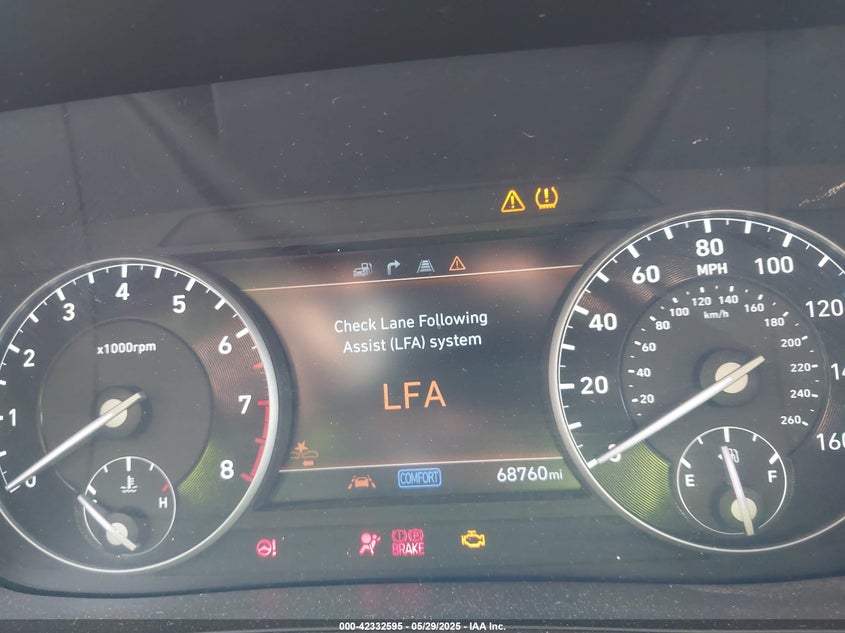 80
60 MPH 100
4
3 5
120 140
100 160
km/h
80 180
Check Lane Following
Assist (LFA) system
40 120
2 x1000rpm 6
60 200
40 220
20
LFA
20 240
1 7
260
160
0
8
COMFORT 68760mi
E F
H
BRAKE
000-42332595 - 05/29/2025 - IAA Inc.